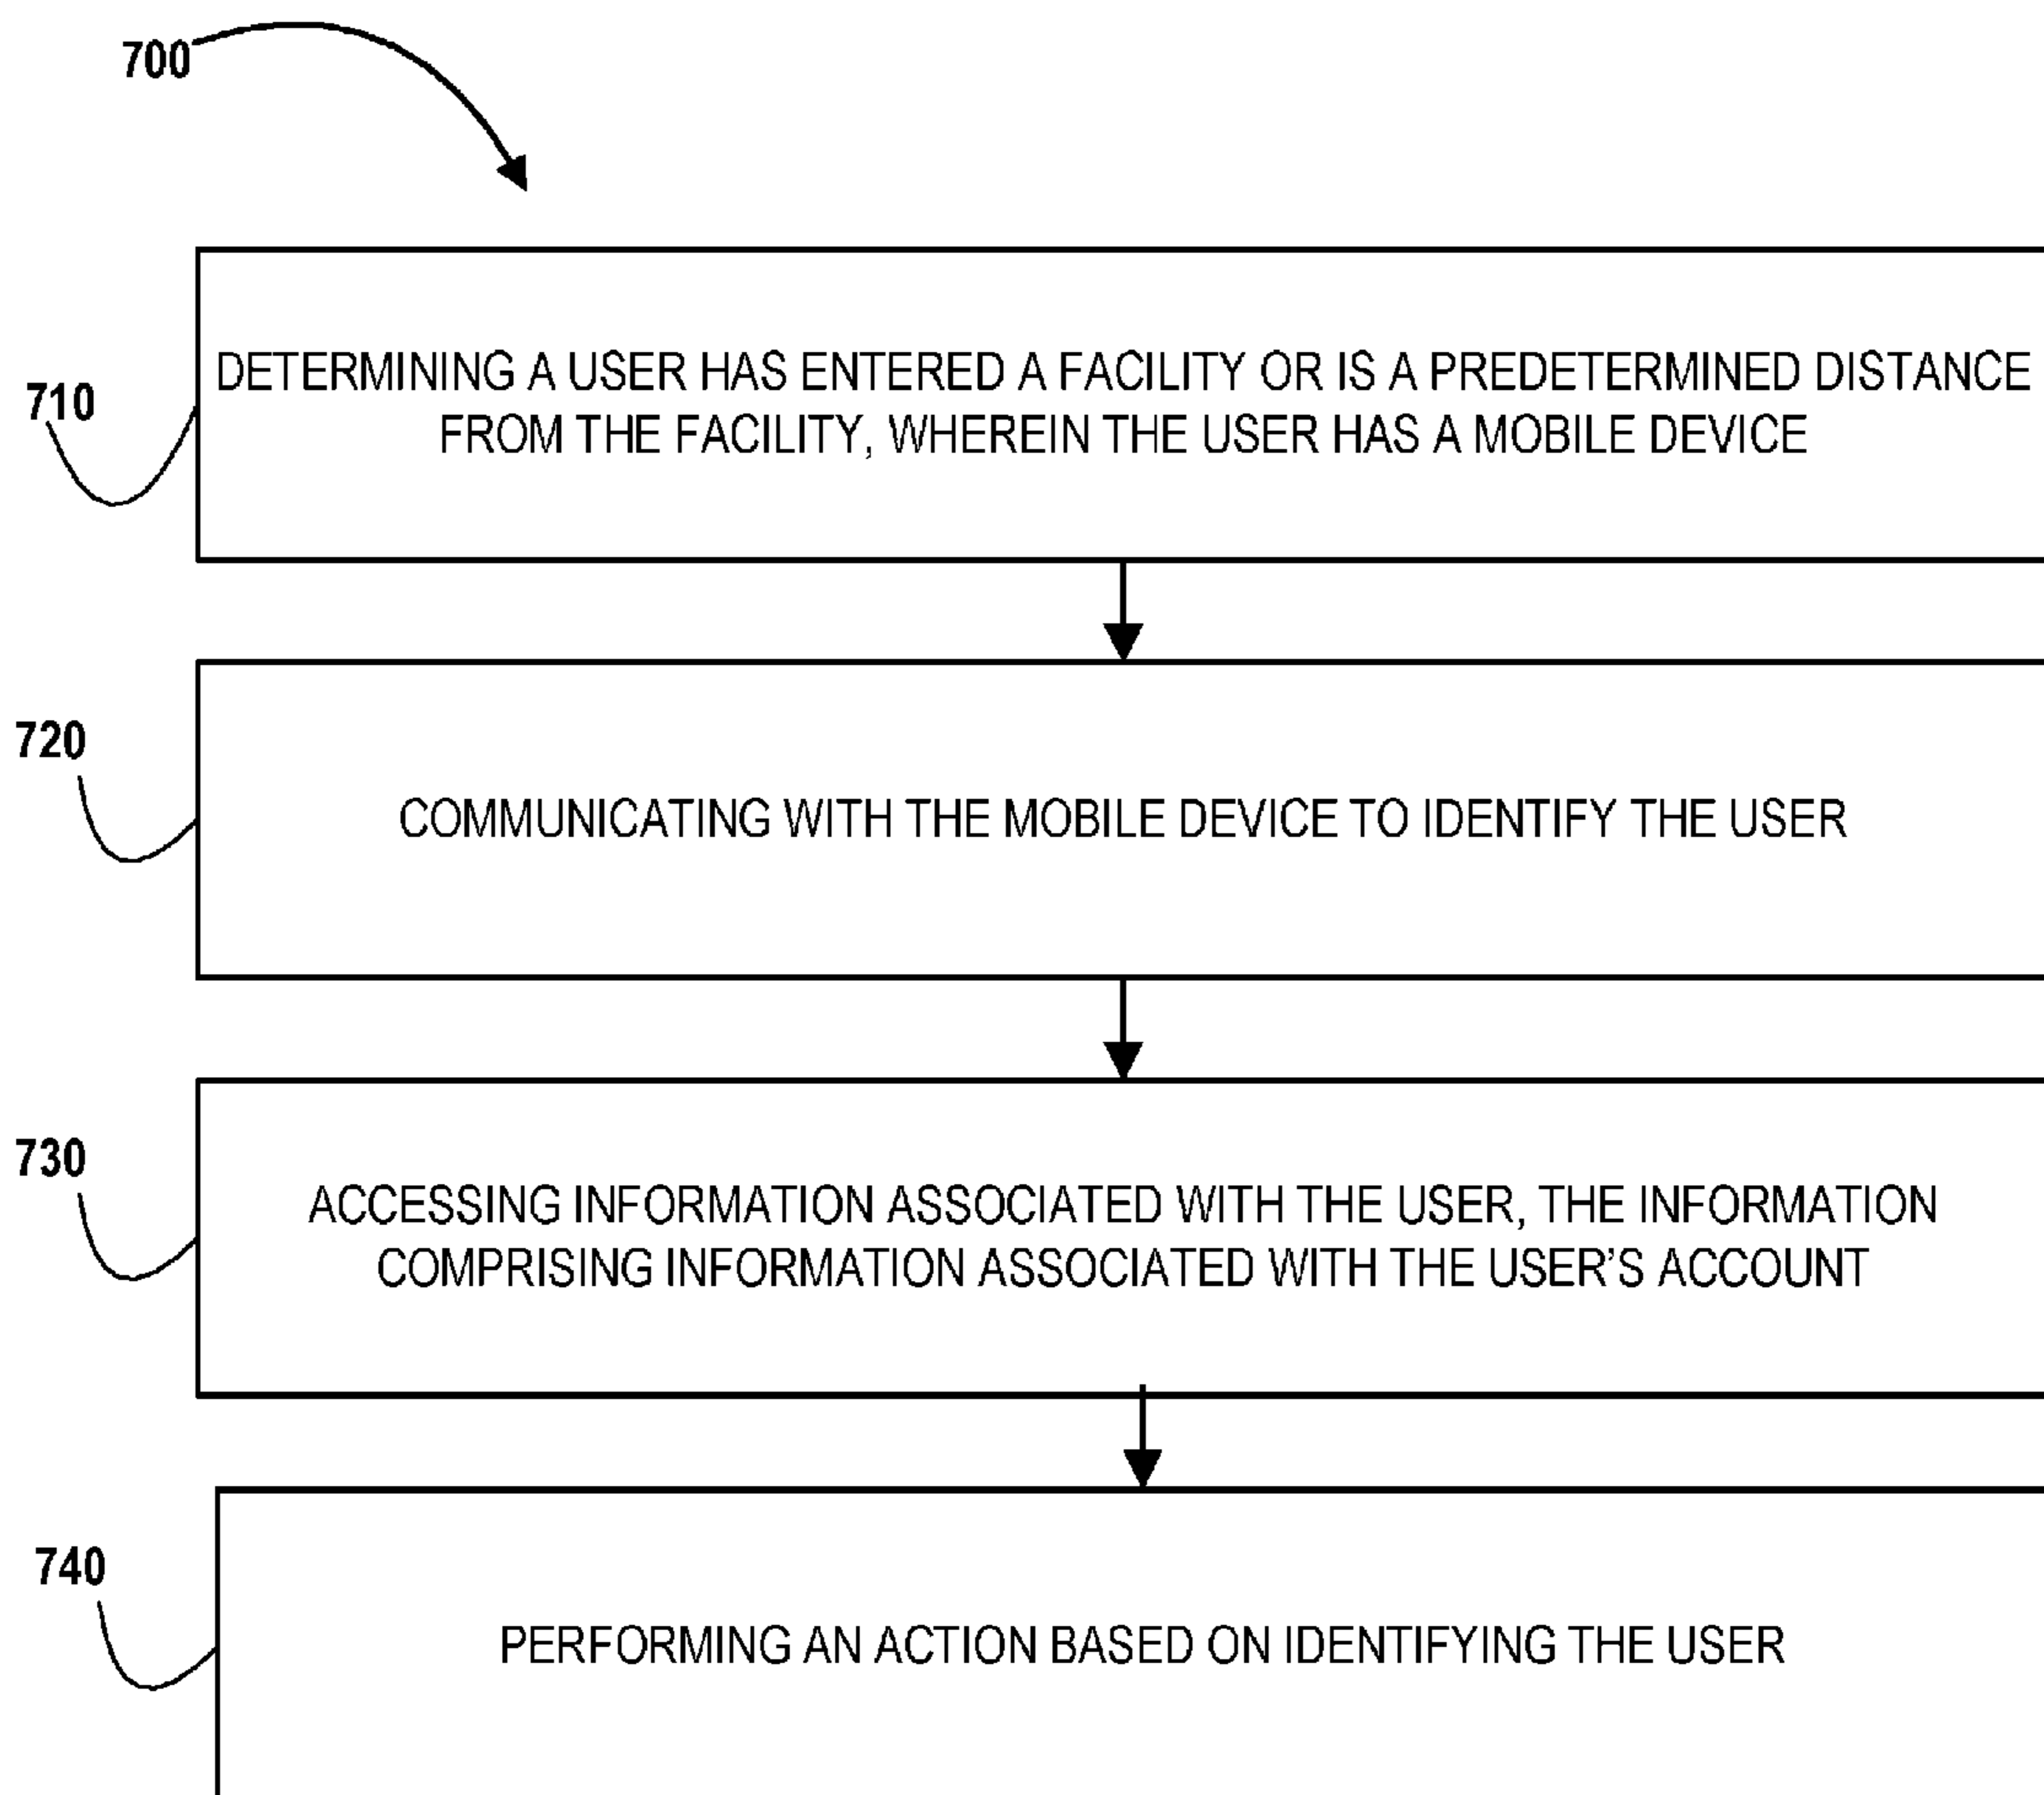 700
710
DETERMINING A USER HAS ENTERED A FACILITY OR IS A PREDETERMINED DISTANCE
FROM THE FACILITY, WHEREIN THE USER HAS A MOBILE DEVICE
720
COMMUNICATING WITH THE MOBILE DEVICE TO IDENTIFY THE USER
730
ACCESSING INFORMATION ASSOCIATED WITH THE USER, THE INFORMATION
COMPRISING INFORMATION ASSOCIATED WITH THE USER’S ACCOUNT
740
PERFORMING AN ACTION BASED ON IDENTIFYING THE USER